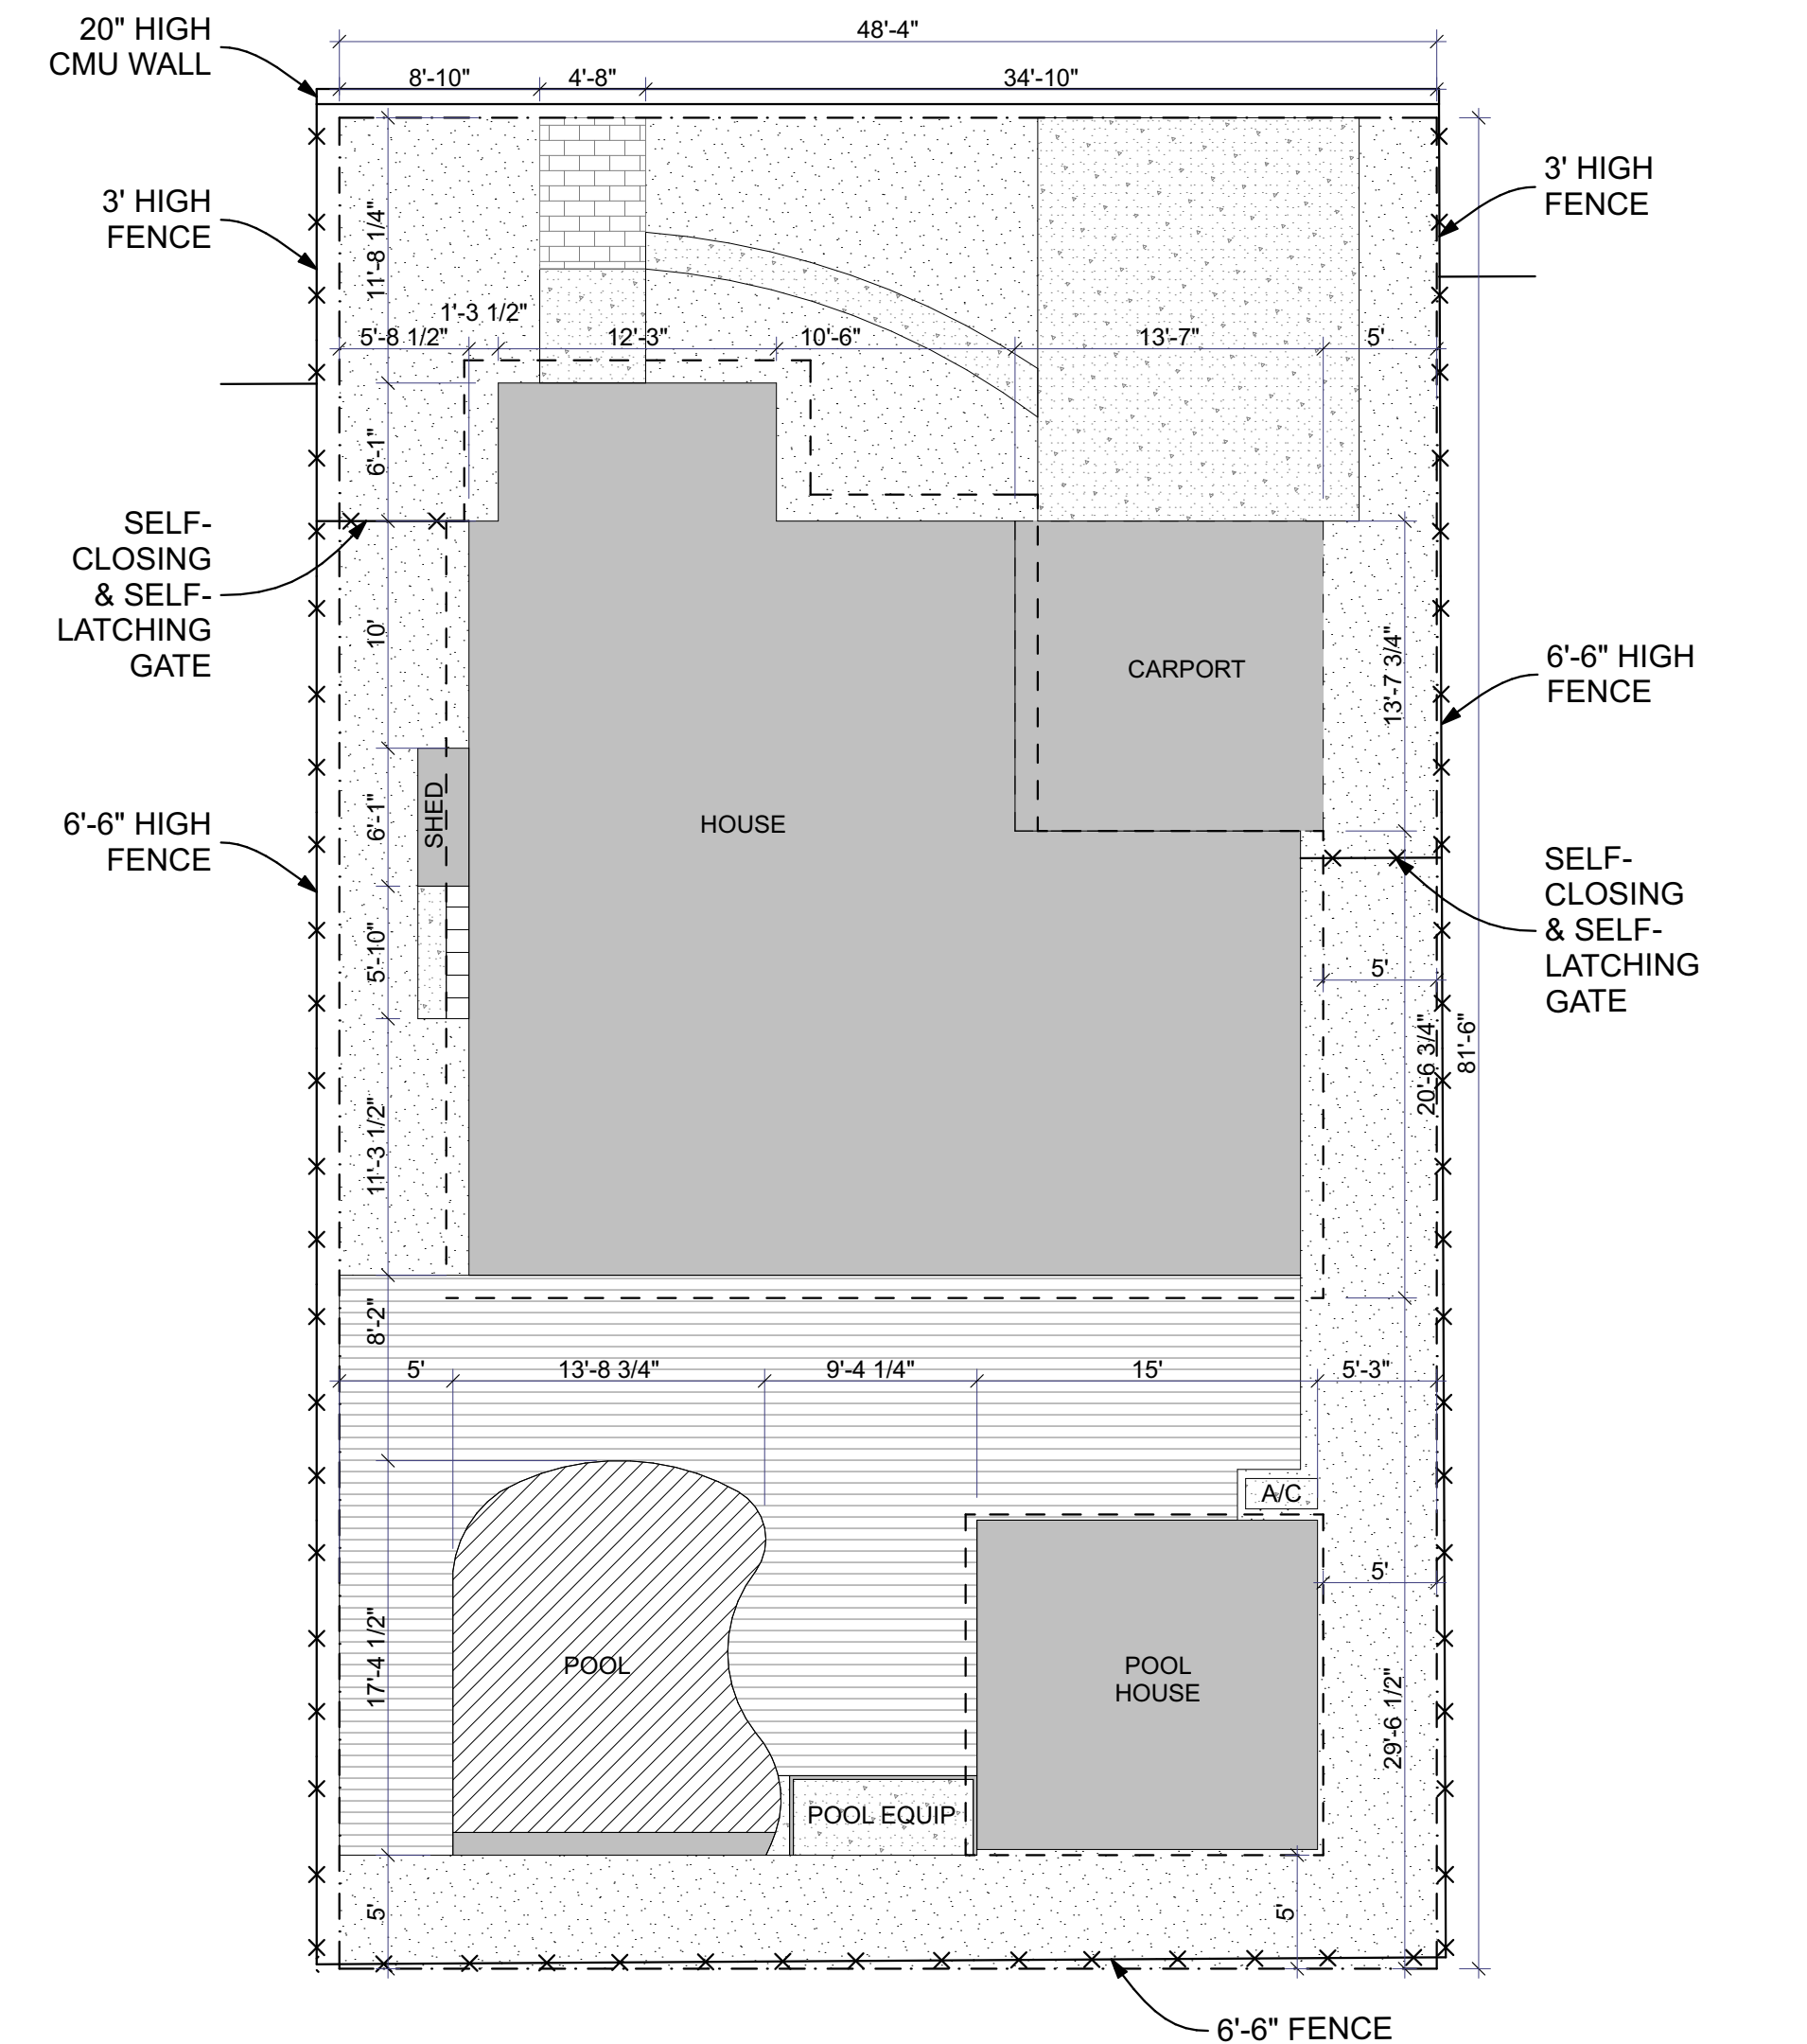 20" HIGH
CMU WALL
48'-4"
8'-10"
4'-8"
34'-10"
3' HIGH
FENCE
3' HIGH
FENCE
11'-8 1/4"
1'-3 1/2"
5'-8 1/2"
12'-3"
10'-6"
13'-7"
5'
6'-1"
SELF-
CLOSING
& SELF-
LATCHING
GATE
10'
CARPORT
13'-7 3/4"
6'-6" HIGH
FENCE
6'-6" HIGH
FENCE
6'-1"
SHED
HOUSE
SELF-
CLOSING
& SELF-
LATCHING
GATE
5'-10"
5'
20'-6 3/4"
81'-6"
11'-3 1/2"
8'-2"
5'
13'-8 3/4"
9'-4 1/4"
15'
5'-3"
A/C
5'
17'-4 1/2"
POOL
POOL
HOUSE
29'-6 1/2"
POOL EQUIP
5'
5'
6'-6" FENCE